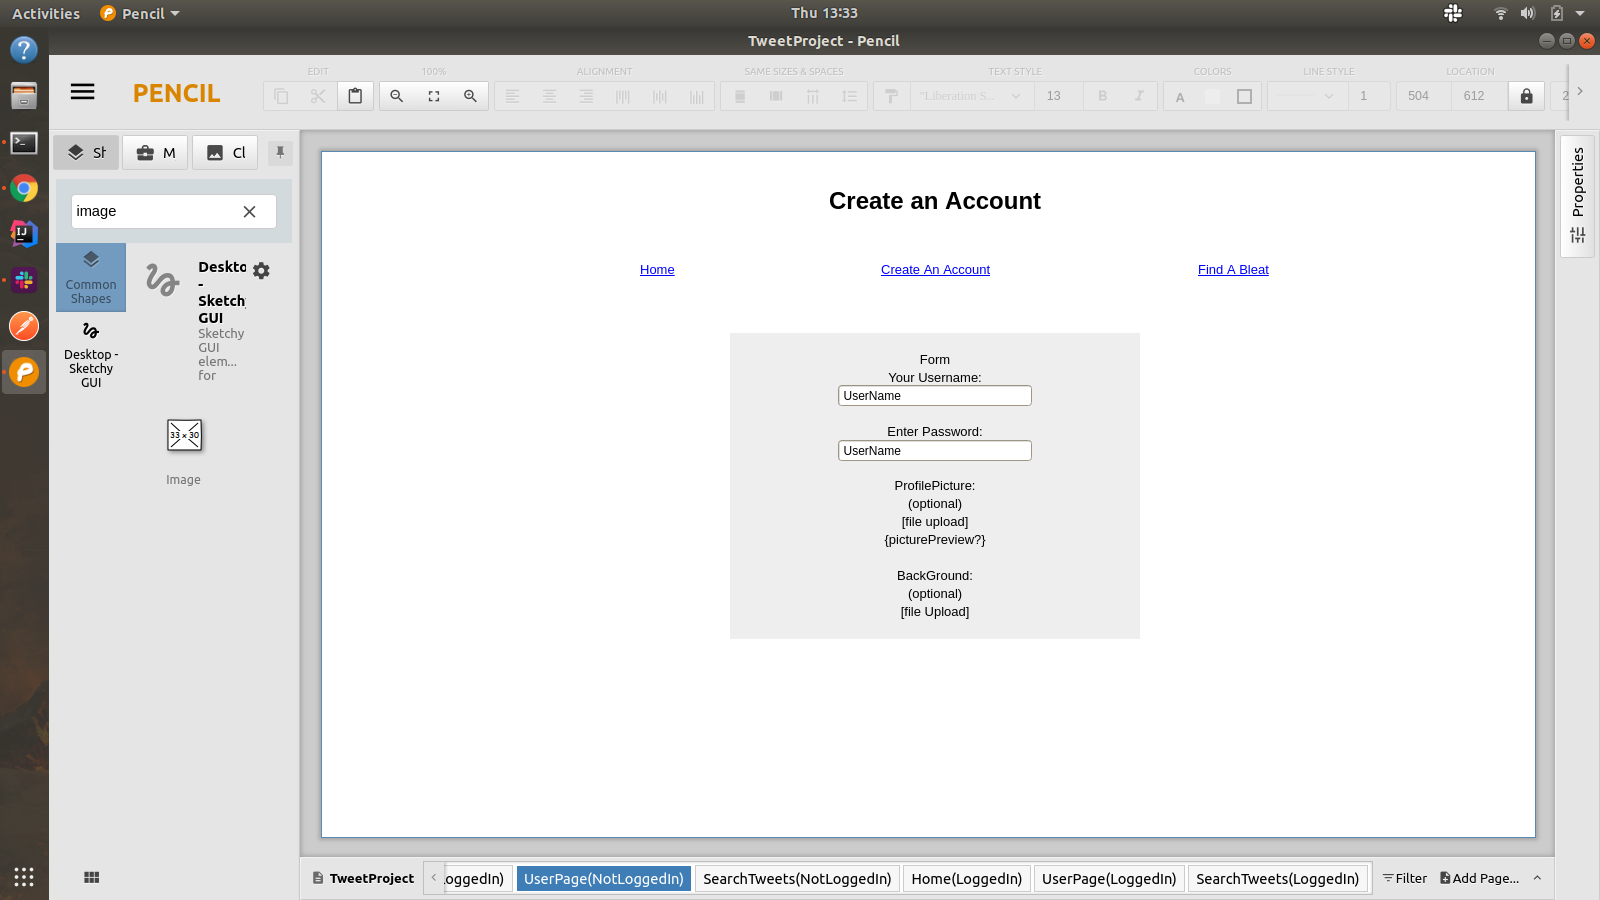 Activities
Pencil
Thu 13:33
TweetProject - Pencil
PENCIL
EDIT
100%
ALIGNMENT
SAME SIZES & SPACES
TEXT STYLE
COLORS
LINE STYLE
LOCATION
"Liberation S...
13
B
I
A
1
504
612
2
Sh
M
Cl
image
Common
Shapes
Desktop -
Sketchy
GUI
Deskto
-
Sketchy
GUI
Sketchy
GUI
elem...
for
33 × 30
Image
Create an Account
Home
Create An Account
Find A Bleat
Form
Your Username:
UserName
Enter Password:
UserName
ProfilePicture:
(optional)
[file upload]
{picturePreview?}
BackGround:
(optional)
[file Upload]
Properties
TweetProject
LoggedIn)
UserPage(NotLoggedIn)
SearchTweets(NotLoggedIn)
Home(LoggedIn)
UserPage(LoggedIn)
SearchTweets(LoggedIn)
Filter
Add Page...